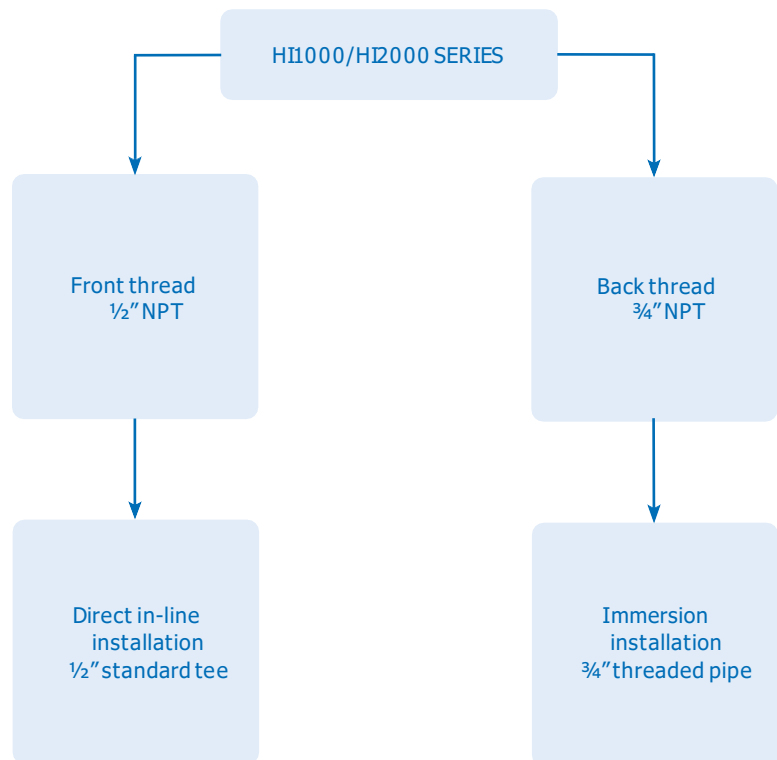 HI1000/HI2000 SERIES
Front thread
½″ NPT
Back thread
¾″ NPT
Direct in-line
installation
½″ standard tee
Immersion
installation
¾″ threaded pipe